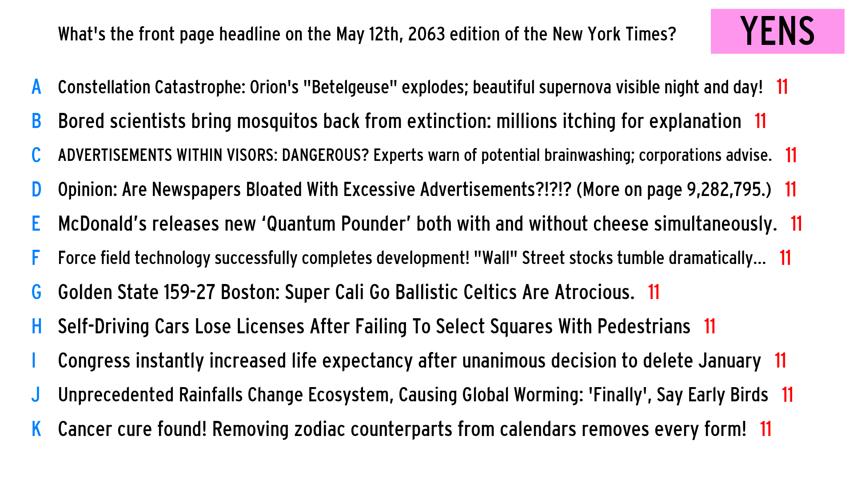 What's the front page headline on the May 12th, 2063 edition of the New York Times?
YENS
A Constellation Catastrophe: Orion's "Betelgeuse" explodes; beautiful supernova visible night and day! 11
B Bored scientists bring mosquitos back from extinction: millions itching for explanation 11
C ADVERTISEMENTS WITHIN VISORS: DANGEROUS? Experts warn of potential brainwashing; corporations advise. 11
D Opinion: Are Newspapers Bloated With Excessive Advertisements?!?!? (More on page 9,282,795.) 11
E McDonald’s releases new ‘Quantum Pounder’ both with and without cheese simultaneously. 11
F Force field technology successfully completes development! "Wall" Street stocks tumble dramatically... 11
G Golden State 159-27 Boston: Super Cali Go Ballistic Celtics Are Atrocious. 11
H Self-Driving Cars Lose Licenses After Failing To Select Squares With Pedestrians 11
I Congress instantly increased life expectancy after unanimous decision to delete January 11
J Unprecedented Rainfalls Change Ecosystem, Causing Global Worming: 'Finally', Say Early Birds 11
K Cancer cure found! Removing zodiac counterparts from calendars removes every form! 11